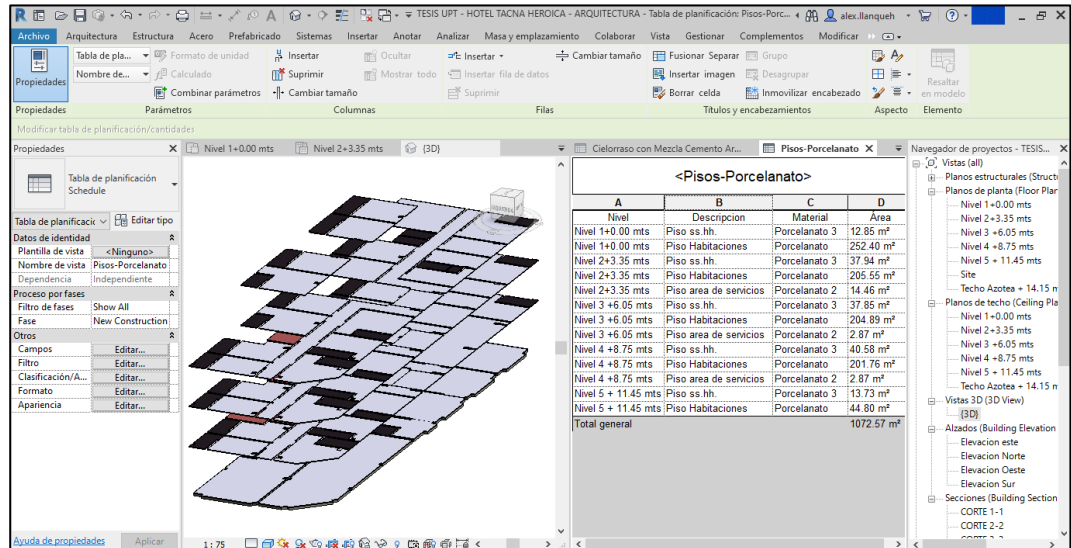 TESIS UPT - HOTEL TACNA HEROICA - ARQUITECTURA - Tabla de planificación: Pisos-Porc...
alex.llanqueh
Archivo Arquitectura Estructura Acero Prefabricado Sistemas Insertar Anotar Analizar Masa y emplazamiento Colaborar Vista Gestionar Complementos Modificar
Tabla de pla... Formato de unidad Insertar Ocultar Insertar Cambiar tamaño Fusionar Separar Grupo
Nombre de... Calculado Suprimir Mostrar todo Insertar fila de datos Insertar imagen Desagrupar
Propiedades Combinar parámetros Cambiar tamaño Suprimir Borrar celda Inmovilizar encabezado Resaltar en modelo
Propiedades Parámetros Columnas Filas Títulos y encabezamientos Aspecto Elemento
Modificar tabla de planificación/cantidades
Propiedades X
Tabla de planificación
Schedule
Tabla de planificació Editar tipo
Datos de identidad
Plantilla de vista <Ninguno>
Nombre de vista Pisos-Porcelanato
Dependencia Independiente
Proceso por fases
Filtro de fases Show All
Fase New Construction
Otros
Campos Editar...
Filtro Editar...
Clasificación/A... Editar...
Formato Editar...
Apariencia Editar...
Ayuda de propiedades Aplicar
Nivel 1+0.00 mts Nivel 2+3.35 mts {3D}
1 : 75
Cielorraso con Mezcla Cemento Ar... Pisos-Porcelanato X
<Pisos-Porcelanato>
A B C D
Nivel Descripcion Material Área
Nivel 1+0.00 mts Piso ss.hh. Porcelanato 3 12.85 m²
Nivel 1+0.00 mts Piso Habitaciones Porcelanato 252.40 m²
Nivel 2+3.35 mts Piso ss.hh. Porcelanato 3 37.94 m²
Nivel 2+3.35 mts Piso Habitaciones Porcelanato 205.55 m²
Nivel 2+3.35 mts Piso area de servicios Porcelanato 2 14.46 m²
Nivel 3 +6.05 mts Piso ss.hh. Porcelanato 3 37.85 m²
Nivel 3 +6.05 mts Piso Habitaciones Porcelanato 204.89 m²
Nivel 3 +6.05 mts Piso area de servicios Porcelanato 2 2.87 m²
Nivel 4 +8.75 mts Piso ss.hh. Porcelanato 3 40.58 m²
Nivel 4 +8.75 mts Piso Habitaciones Porcelanato 201.76 m²
Nivel 4 +8.75 mts Piso area de servicios Porcelanato 2 2.87 m²
Nivel 5 + 11.45 mts Piso ss.hh. Porcelanato 3 13.73 m²
Nivel 5 + 11.45 mts Piso Habitaciones Porcelanato 44.80 m²
Total general 1072.57 m²
Navegador de proyectos - TESIS... X
Vistas (all)
Planos estructurales (Structu
Planos de planta (Floor Plan
Nivel 1+0.00 mts
Nivel 2+3.35 mts
Nivel 3 +6.05 mts
Nivel 4 +8.75 mts
Nivel 5 + 11.45 mts
Site
Techo Azotea + 14.15 m
Planos de techo (Ceiling Pla
Nivel 1+0.00 mts
Nivel 2+3.35 mts
Nivel 3 +6.05 mts
Nivel 4 +8.75 mts
Nivel 5 + 11.45 mts
Techo Azotea + 14.15 m
Vistas 3D (3D View)
{3D}
Alzados (Building Elevation
Elevacion este
Elevacion Norte
Elevacion Oeste
Elevacion Sur
Secciones (Building Section
CORTE 1-1
CORTE 2-2